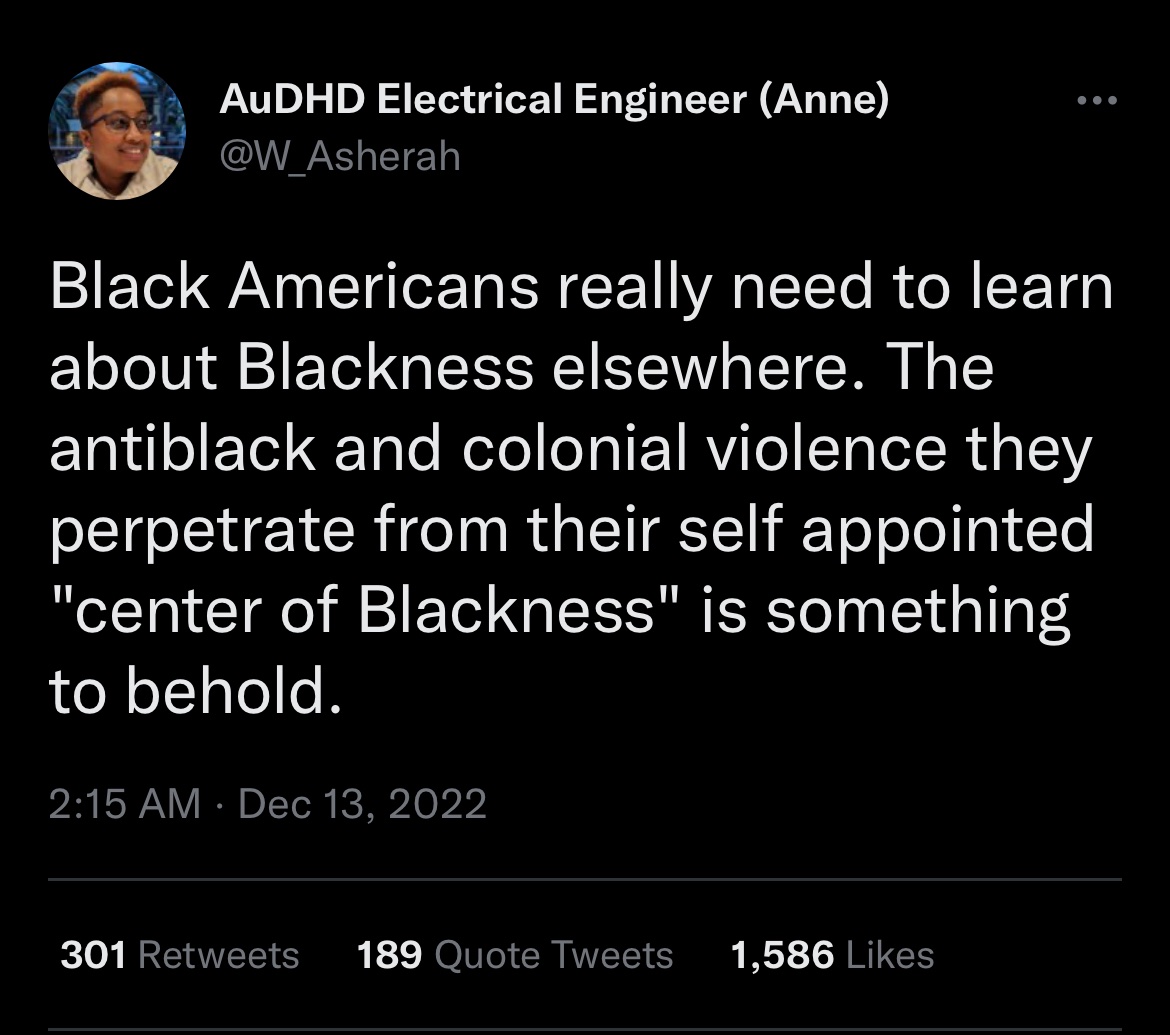 AuDHD Electrical Engineer (Anne)
@W_Asherah
Black Americans really need to learn
about Blackness elsewhere. The
antiblack and colonial violence they
perpetrate from their self appointed
"center of Blackness" is something
to behold.
2:15 AM · Dec 13, 2022
301 Retweets 189 Quote Tweets 1,586 Likes